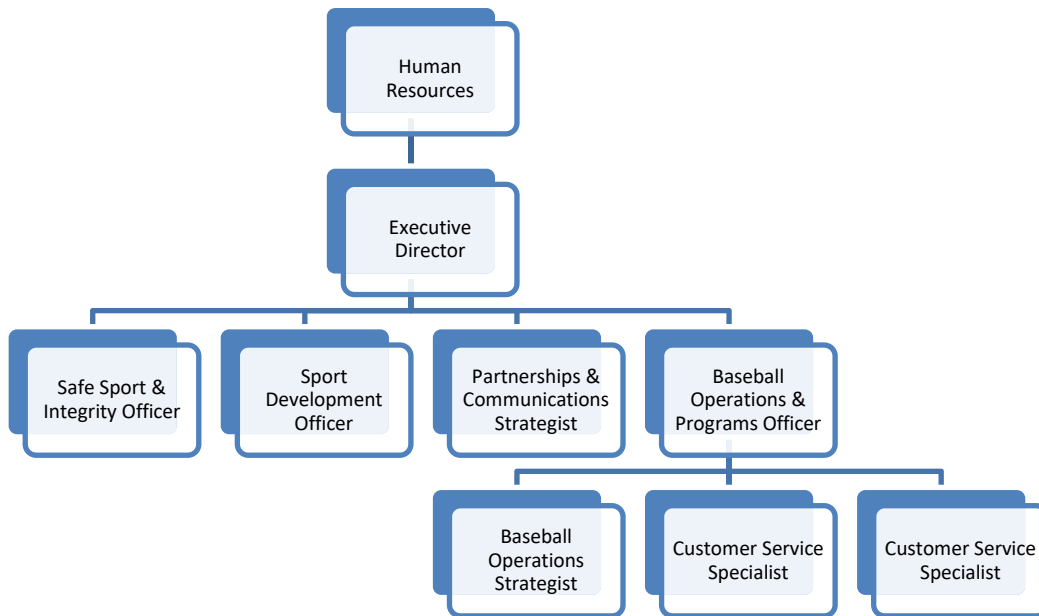 Human
Resources
Executive
Director
Safe Sport &
Integrity Officer
Sport
Development
Officer
Partnerships &
Communications
Strategist
Baseball
Operations &
Programs Officer
Baseball
Operations
Strategist
Customer Service
Specialist
Customer Service
Specialist